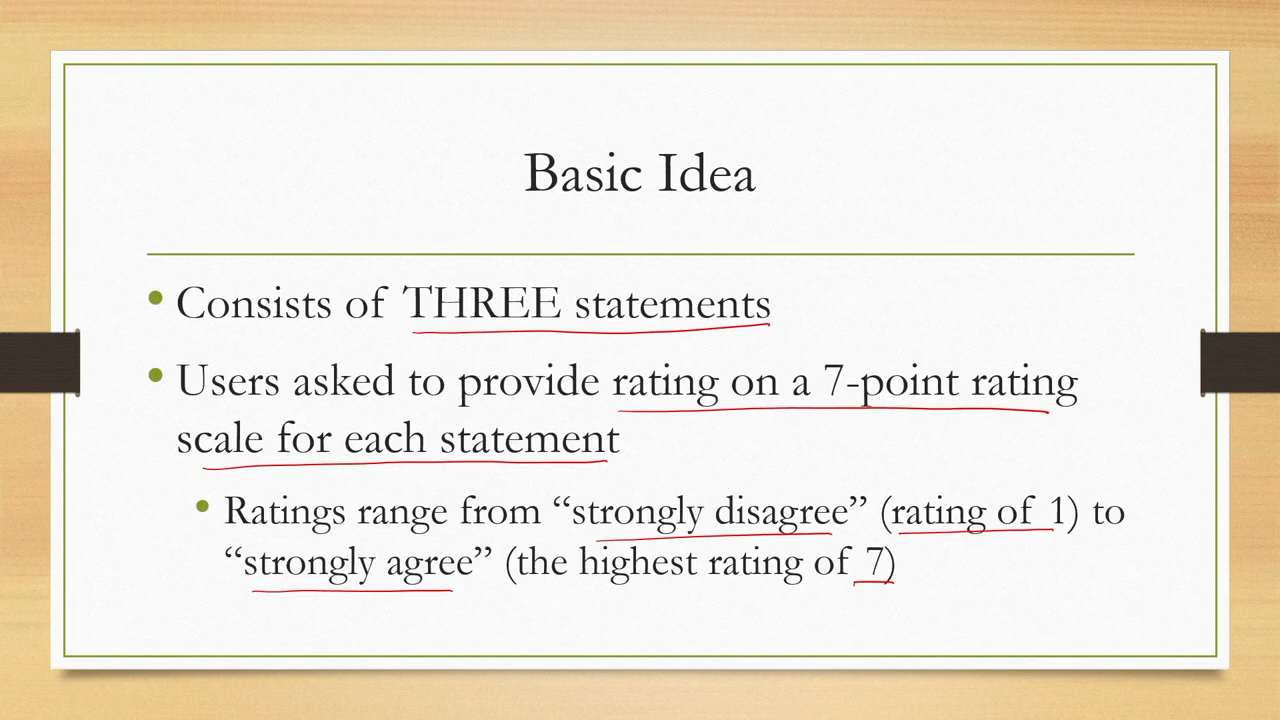 Basic Idea
• Consists of THREE statements
• Users asked to provide rating on a 7-point rating
scale for each statement
• Ratings range from “strongly disagree” (rating of 1) to
“strongly agree” (the highest rating of 7)